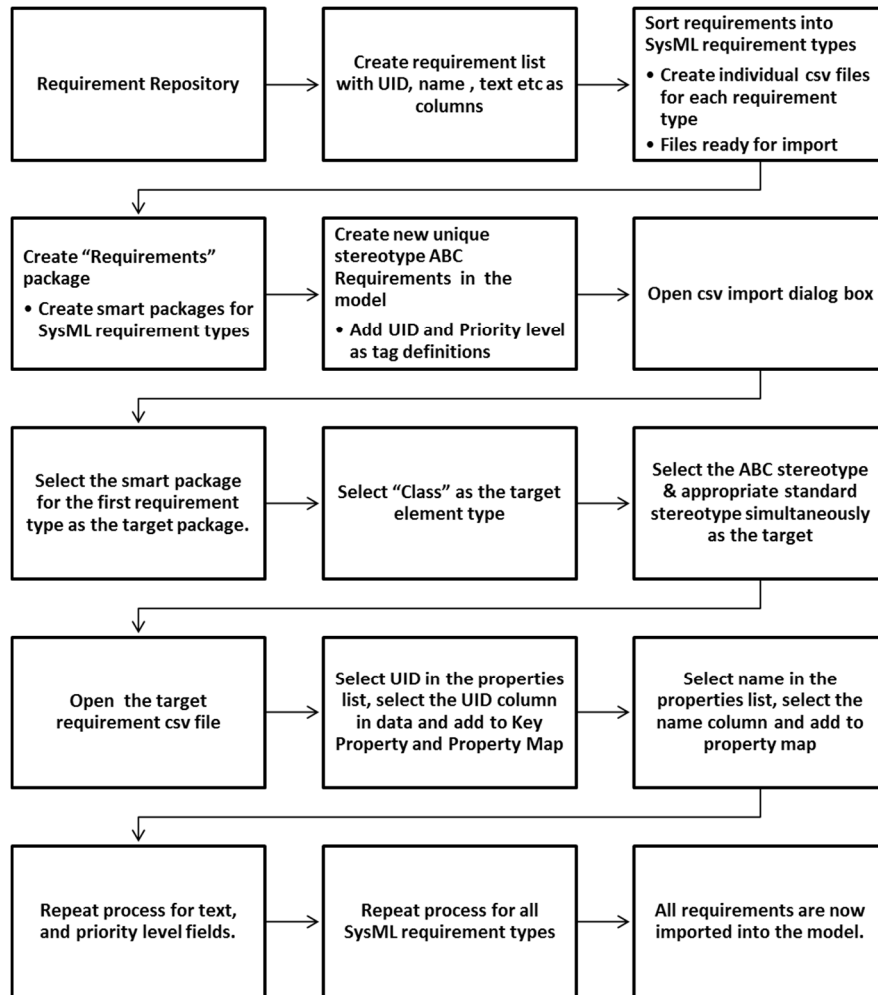 Requirement Repository
Create requirement list
with UID, name , text etc as
columns
Sort requirements into
SysML requirement types
• Create individual csv files
for each requirement
type
• Files ready for import
Create “Requirements”
package
• Create smart packages for
SysML requirement types
Create new unique
stereotype ABC
Requirements in the
model
• Add UID and Priority level
as tag definitions
Open csv import dialog box
Select the smart package
for the first requirement
type as the target package.
Select “Class” as the target
element type
Select the ABC stereotype
& appropriate standard
stereotype simultaneously
as the target
Open the target
requirement csv file
Select UID in the properties
list, select the UID column
in data and add to Key
Property and Property Map
Select name in the
properties list, select the
name column and add to
property map
Repeat process for text,
and priority level fields.
Repeat process for all
SysML requirement types
All requirements are now
imported into the model.